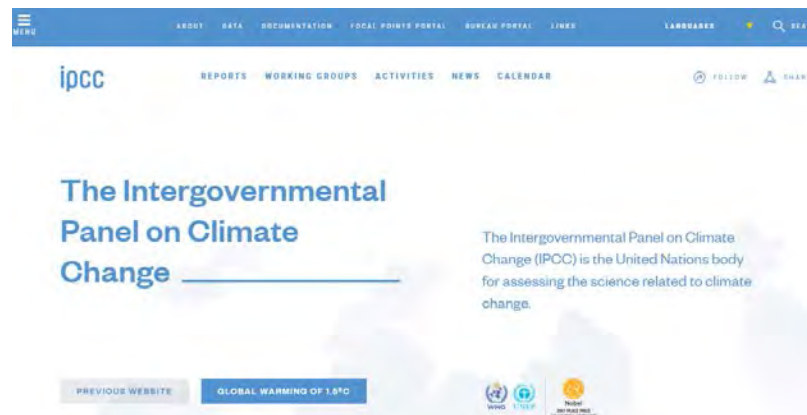 MENU
ABOUT DATA DOCUMENTATION FOCAL POINTS PORTAL BUREAU PORTAL LINKS LANGUAGES
ipcc REPORTS WORKING GROUPS ACTIVITIES NEWS CALENDAR FOLLOW
The Intergovernmental
Panel on Climate
Change
The Intergovernmental Panel on Climate
Change (IPCC) is the United Nations body
for assessing the science related to climate
change.
PREVIOUS WEBSITE GLOBAL WARMING OF 1.5ºC
WMO UNEP Nobel